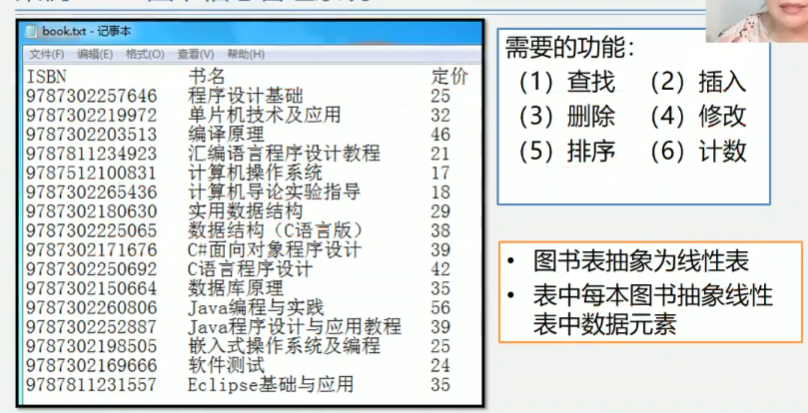 book.txt - 记事本
文件(F) 编辑(E) 格式(O) 查看(V) 帮助(H)
ISBN 书名 定价
9787302257646 程序设计基础 25
9787302219972 单片机技术及应用 32
9787302203513 编译原理 46
9787811234923 汇编语言程序设计教程 21
9787512100831 计算机操作系统 17
9787302265436 计算机导论实验指导 18
9787302180630 实用数据结构 29
9787302225065 数据结构（C语言版） 38
9787302171676 C#面向对象程序设计 39
9787302250692 C语言程序设计 42
9787302150664 数据库原理 35
9787302260806 Java编程与实践 56
9787302252887 Java程序设计与应用教程 39
9787302198505 嵌入式操作系统及编程 25
9787302169666 软件测试 24
9787811231557 Eclipse基础与应用 35
需要的功能：
（1）查找 （2）插入
（3）删除 （4）修改
（5）排序 （6）计数
• 图书表抽象为线性表
• 表中每本图书抽象线性
表中数据元素